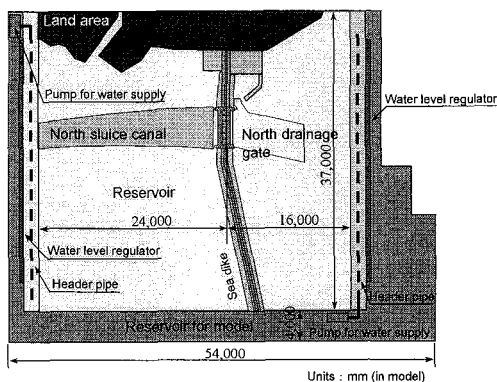 Land area
Pump for water supply
Water level regulator
North sluice canal
North drainage
gate
37,000
Reservoir
24,000
16,000
Water level regulator
Sea dike
Header pipe
Header pipe
Reservoir for model
Pump for water supply
54,000
Units : mm (in model)